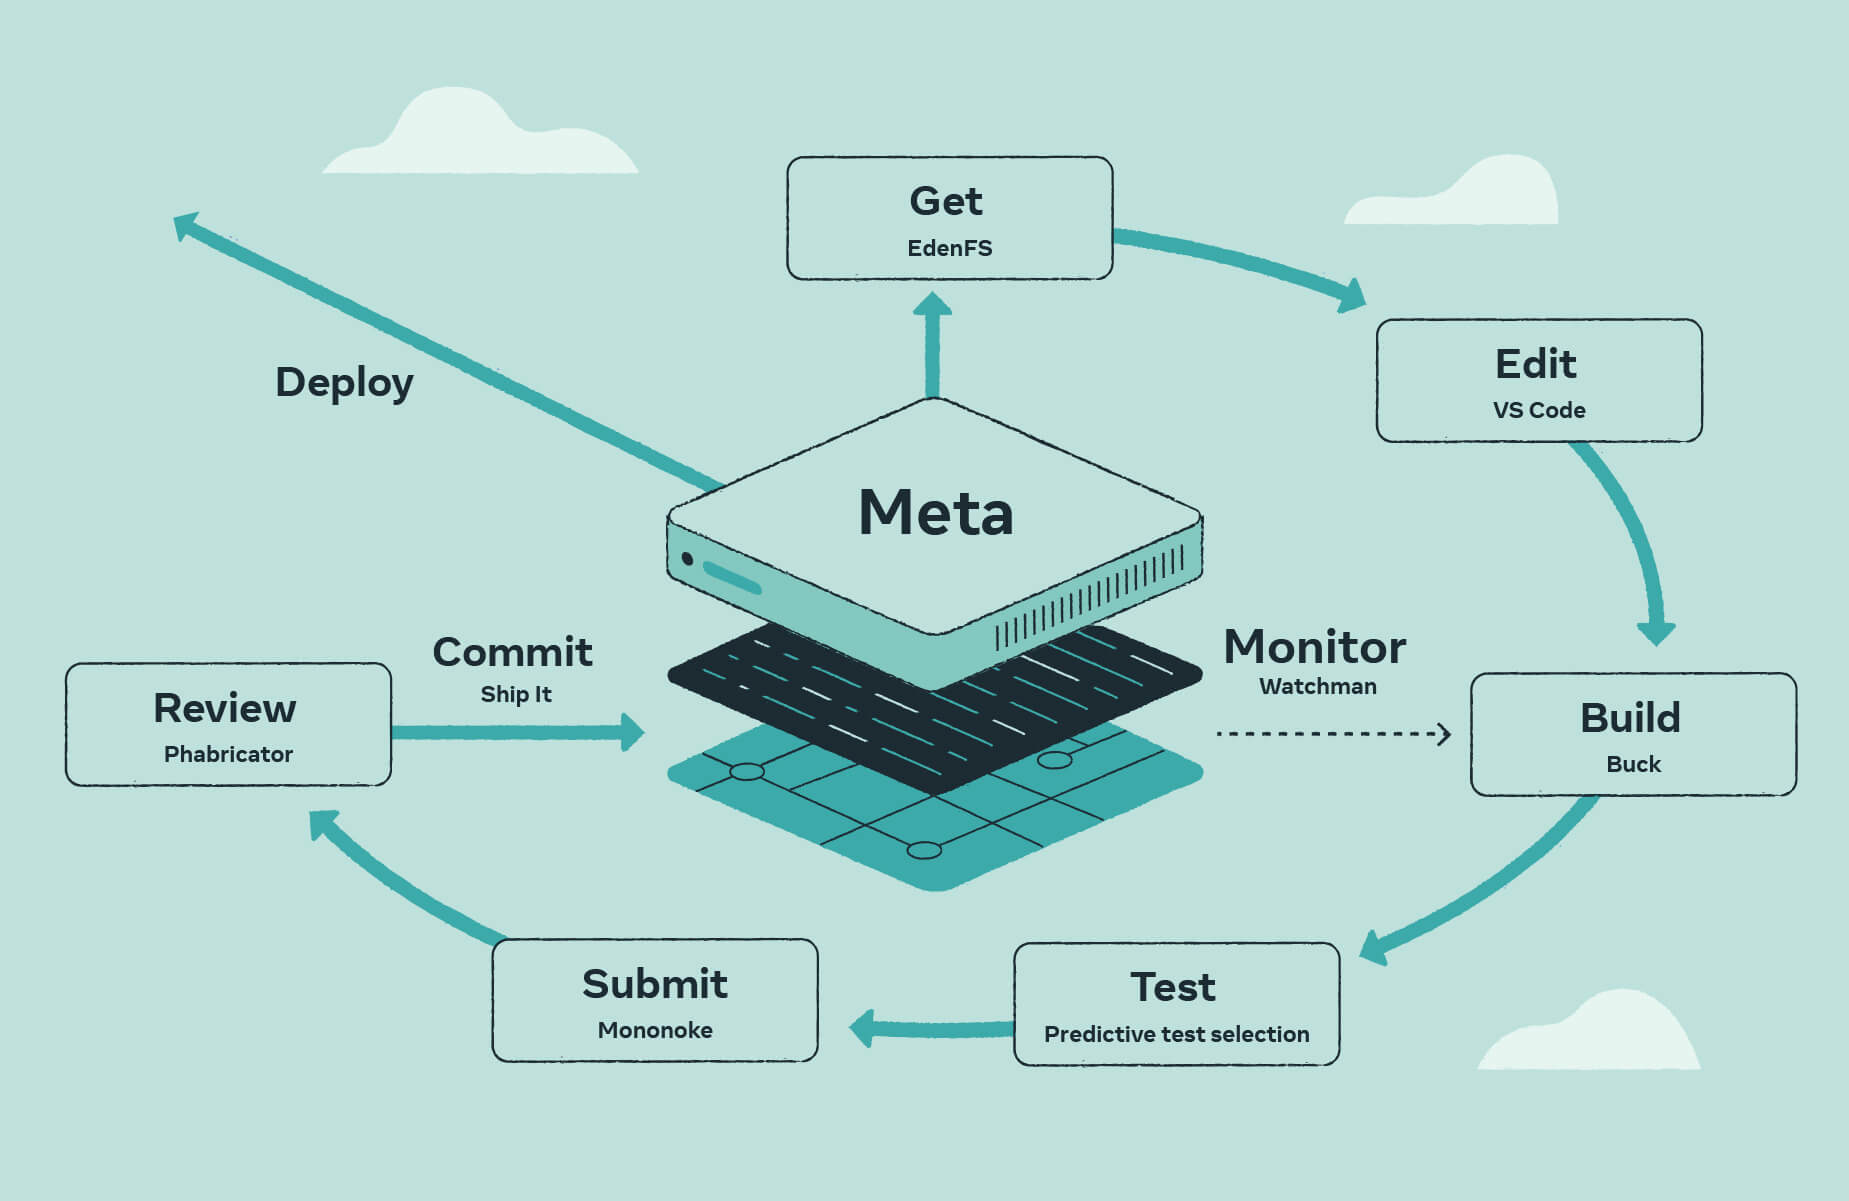 Get
EdenFS
Edit
VS Code
Deploy
Meta
Commit
Ship It
Monitor
Watchman
Review
Phabricator
Build
Buck
Submit
Mononoke
Test
Predictive test selection